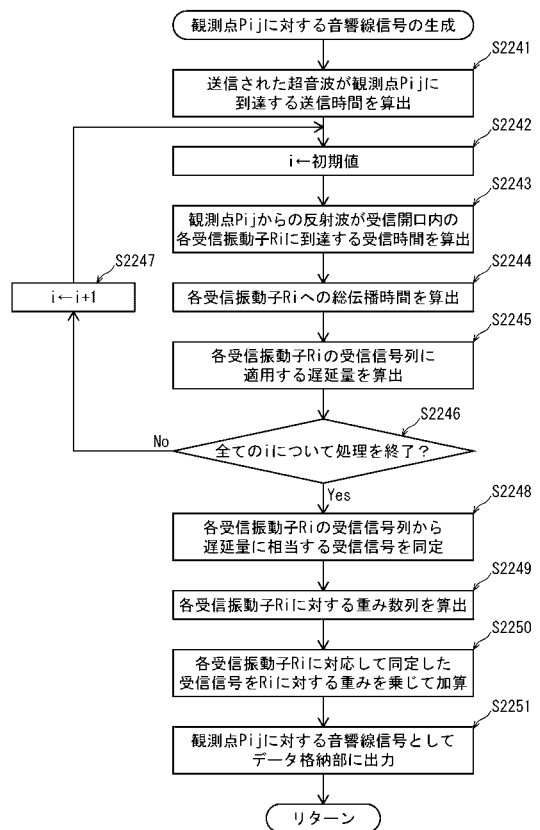 観測点Pijに対する音響線信号の生成
S2241
送信された超音波が観測点Pijに
到達する送信時間を算出
S2242
i←初期値
S2243
観測点Pijからの反射波が受信開口内の
各受信振動子Riに到達する受信時間を算出
S2247
i←i+1
S2244
各受信振動子Riへの総伝播時間を算出
S2245
各受信振動子Riの受信信号列に
適用する遅延量を算出
S2246
No
全てのiについて処理を終了？
Yes
S2248
各受信振動子Riの受信信号列から
遅延量に相当する受信信号を同定
S2249
各受信振動子Riに対する重み数列を算出
S2250
各受信振動子Riに対応して同定した
受信信号をRiに対する重みを乗じて加算
S2251
観測点Pijに対する音響線信号として
データ格納部に出力
リターン